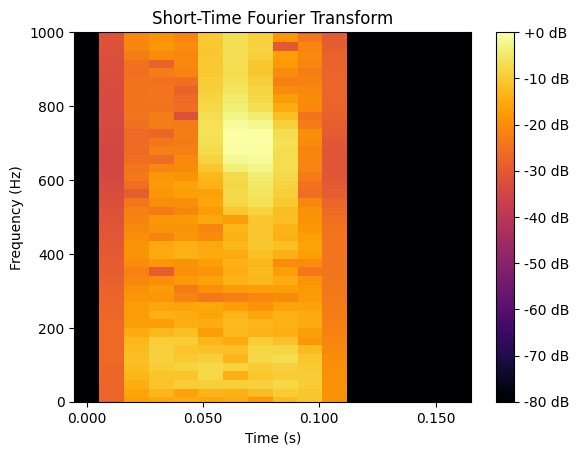 Short-Time Fourier Transform
1000
800
600
400
200
0
Frequency (Hz)
0.000
0.050
0.100
0.150
Time (s)
+0 dB
-10 dB
-20 dB
-30 dB
-40 dB
-50 dB
-60 dB
-70 dB
-80 dB